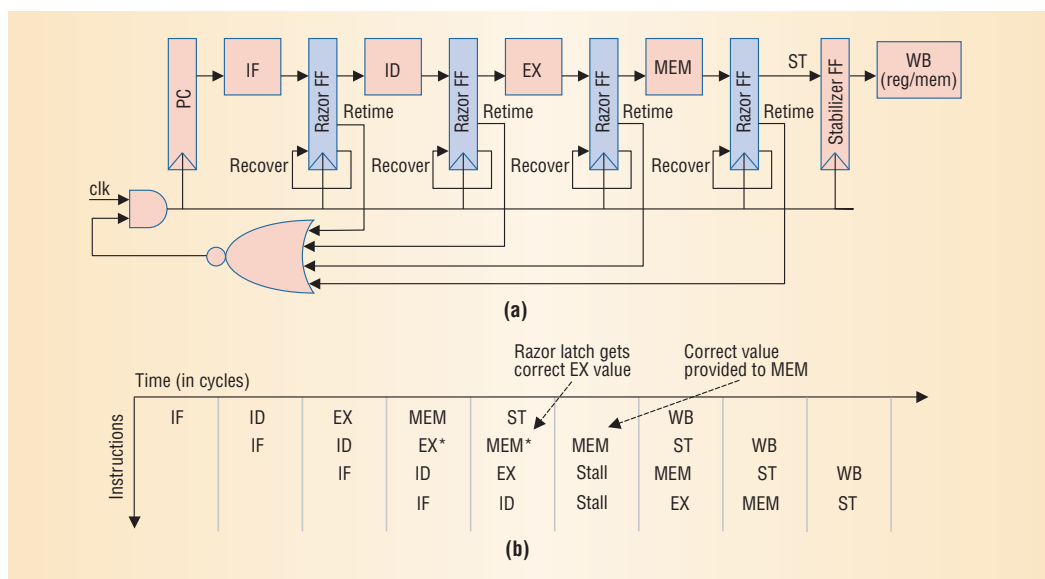 IF
ID
EX
MEM
ST
WB
(reg/mem)
PC
Razor FF
Razor FF
Razor FF
Razor FF
Stabilizer FF
Retime
Retime
Retime
Retime
Recover
Recover
Recover
Recover
clk
(a)
Razor latch gets
correct EX value
Correct value
provided to MEM
Time (in cycles)
Instructions
IF ID EX MEM ST WB
IF ID EX* MEM* MEM ST WB
IF ID EX Stall MEM ST WB
IF ID Stall EX MEM ST
(b)